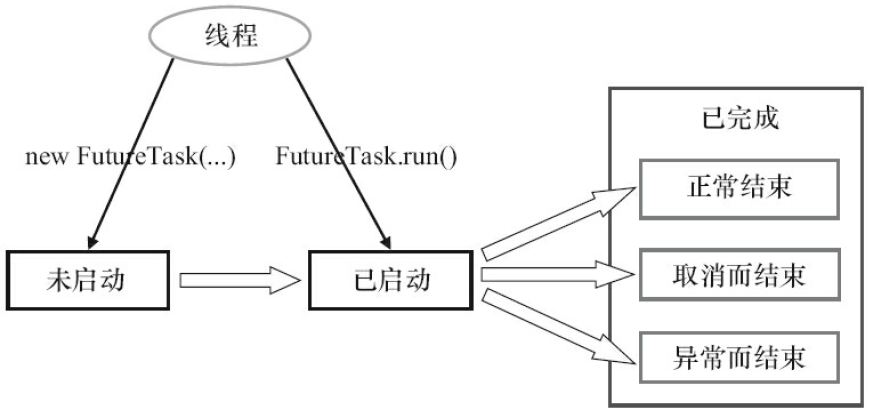 线程
new FutureTask(...)
FutureTask.run()
已完成
正常结束
未启动
已启动
取消而结束
异常而结束